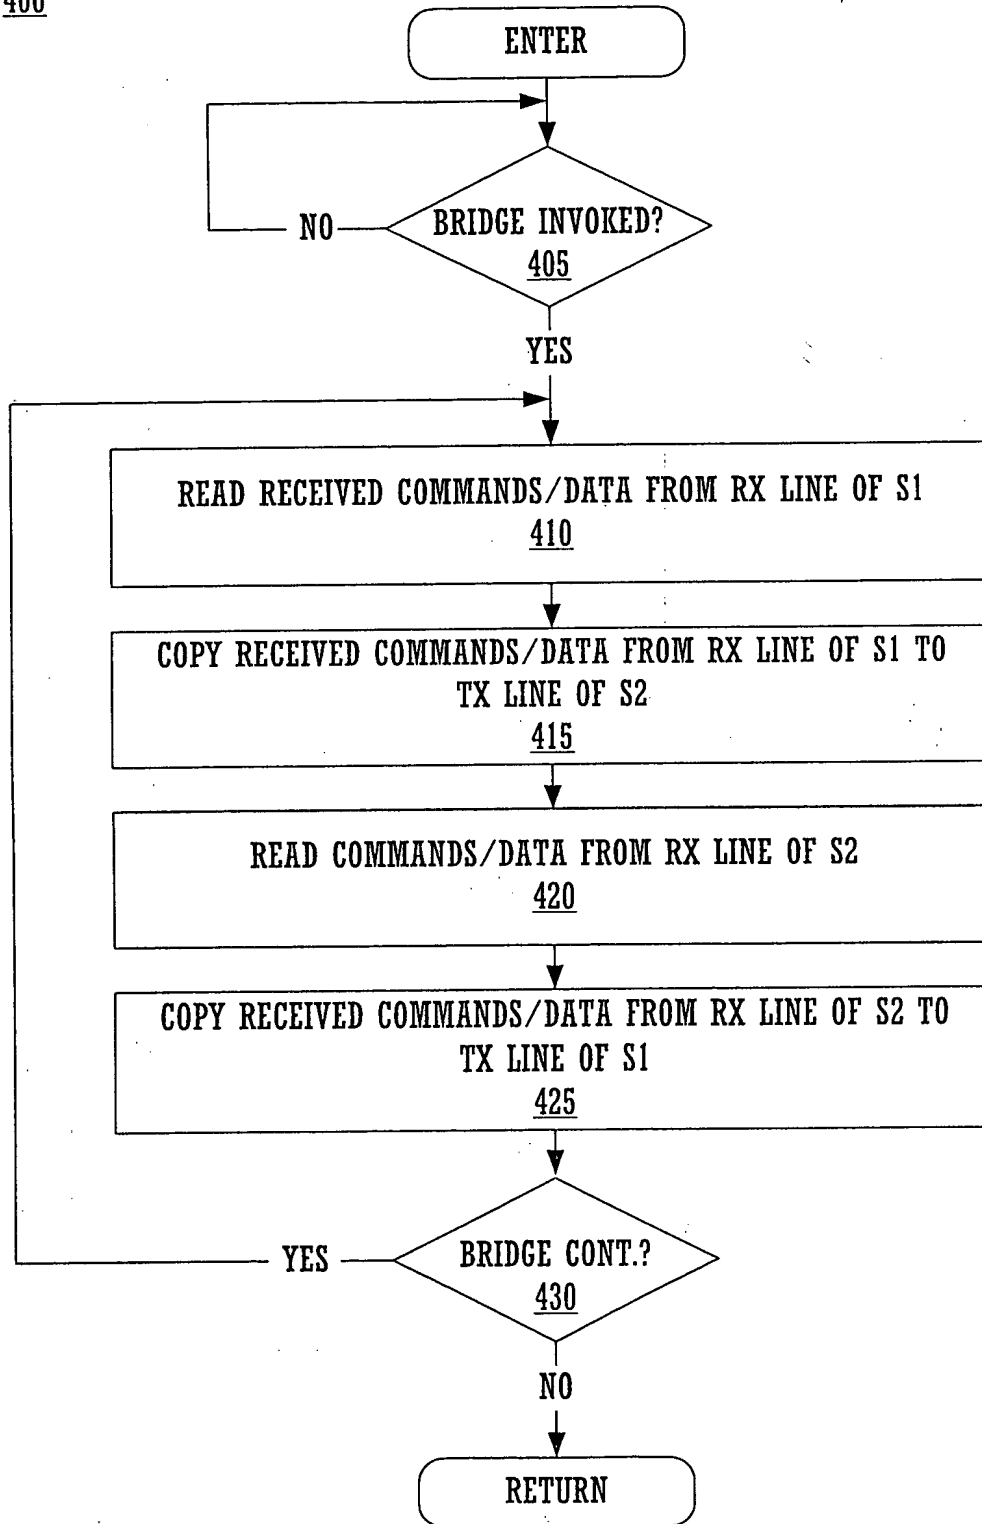 400
ENTER
BRIDGE INVOKED?
405
NO
YES
READ RECEIVED COMMANDS/DATA FROM RX LINE OF S1
410
COPY RECEIVED COMMANDS/DATA FROM RX LINE OF S1 TO
TX LINE OF S2
415
READ COMMANDS/DATA FROM RX LINE OF S2
420
COPY RECEIVED COMMANDS/DATA FROM RX LINE OF S2 TO
TX LINE OF S1
425
YES
BRIDGE CONT.?
430
NO
RETURN